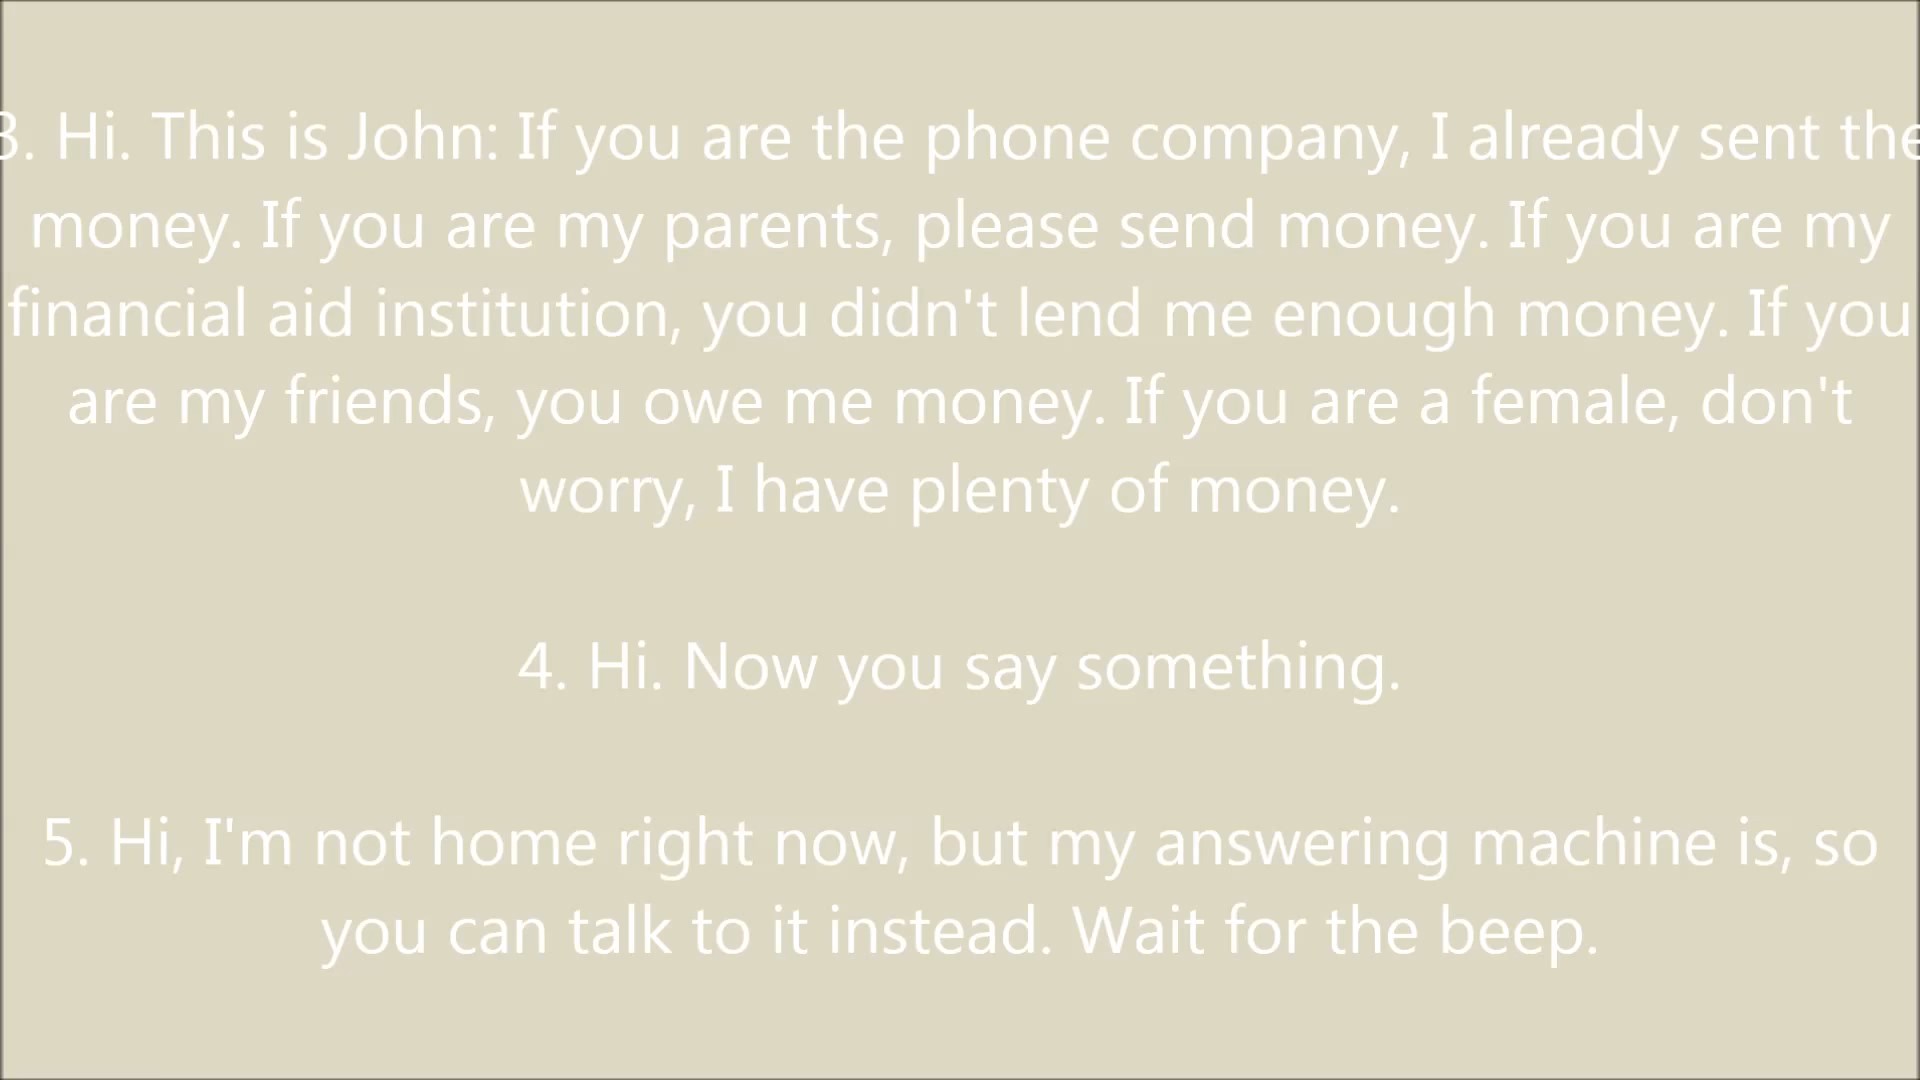 3. Hi. This is John: If you are the phone company, I already sent the
money. If you are my parents, please send money. If you are my
financial aid institution, you didn't lend me enough money. If you
are my friends, you owe me money. If you are a female, don't
worry, I have plenty of money.
4. Hi. Now you say something.
5. Hi, I'm not home right now, but my answering machine is, so
you can talk to it instead. Wait for the beep.